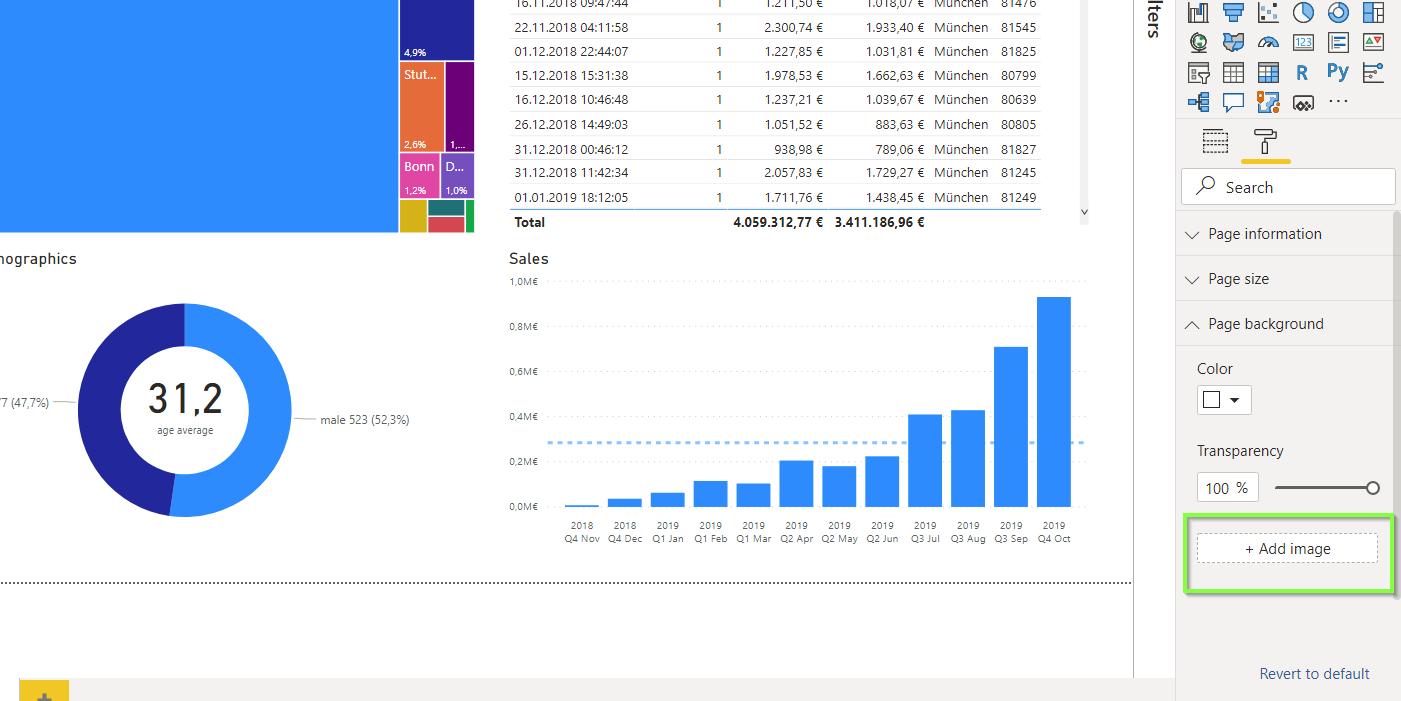 16.11.2018 09:47:44 1 1.211,50 € 1.018,07 € München 81476
22.11.2018 04:11:58 1 2.300,74 € 1.933,40 € München 81545
01.12.2018 22:44:07 1 1.227,85 € 1.031,81 € München 81825
15.12.2018 15:31:38 1 1.978,53 € 1.662,63 € München 80799
16.12.2018 10:46:48 1 1.237,21 € 1.039,67 € München 80639
26.12.2018 14:49:03 1 1.051,52 € 883,63 € München 80805
31.12.2018 00:46:12 1 938,98 € 789,06 € München 81827
31.12.2018 11:42:34 1 2.057,83 € 1.729,27 € München 81245
01.01.2019 18:12:05 1 1.711,76 € 1.438,45 € München 81249
Total 4.059.312,77 € 3.411.186,96 €
4,9%
Stut...
2,6% 1,...
Bonn D...
1,2% 1,0%
nographics
31,2
age average
7 (47,7%)
male 523 (52,3%)
Sales
1,0M€
0,8M€
0,6M€
0,4M€
0,2M€
0,0M€
2018 2018 2019 2019 2019 2019 2019 2019 2019 2019 2019 2019
Q4 Nov Q4 Dec Q1 Jan Q1 Feb Q1 Mar Q2 Apr Q2 May Q2 Jun Q3 Jul Q3 Aug Q3 Sep Q4 Oct
lters
123
R Py
...
Search
Page information
Page size
Page background
Color
Transparency
100 %
+ Add image
Revert to default